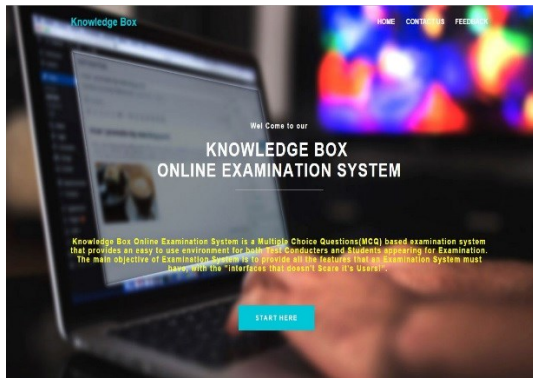 Knowledge Box
HOME CONTACT US FEEDBACK
Wel Come to our
KNOWLEDGE BOX
ONLINE EXAMINATION SYSTEM
Knowledge Box Online Examination System is a Multiple Choice Questions(MCQ) based examination system
that provides an easy to use environment for both Test Conducters and Students appearing for Examination.
The main objective of Examination System is to provide all the features that an Examination System must
have, with the "interfaces that doesn't Scare it's Users!".
START HERE